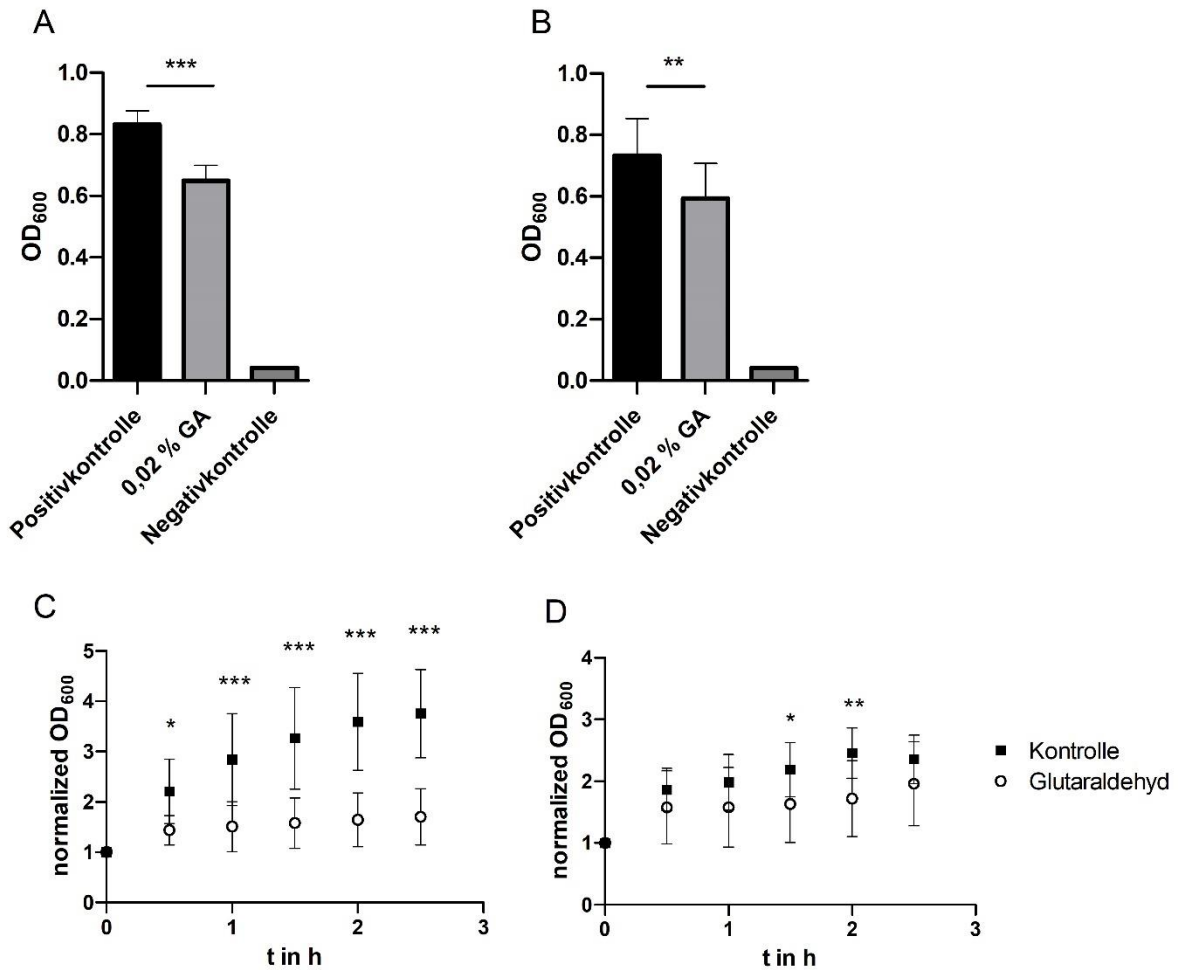 A
***
1.0
0.8
0.6
0.4
0.2
0.0
OD600
Positivkontrolle
0,02 % GA
Negativkontrolle
B
**
1.0
0.8
0.6
0.4
0.2
0.0
OD600
Positivkontrolle
0,02 % GA
Negativkontrolle
C
* *** *** *** ***
5
4
3
2
1
0
normalized OD600
0 1 2 3
t in h
D
* **
4
3
2
1
0
normalized OD600
0 1 2 3
t in h
Kontrolle
Glutaraldehyd